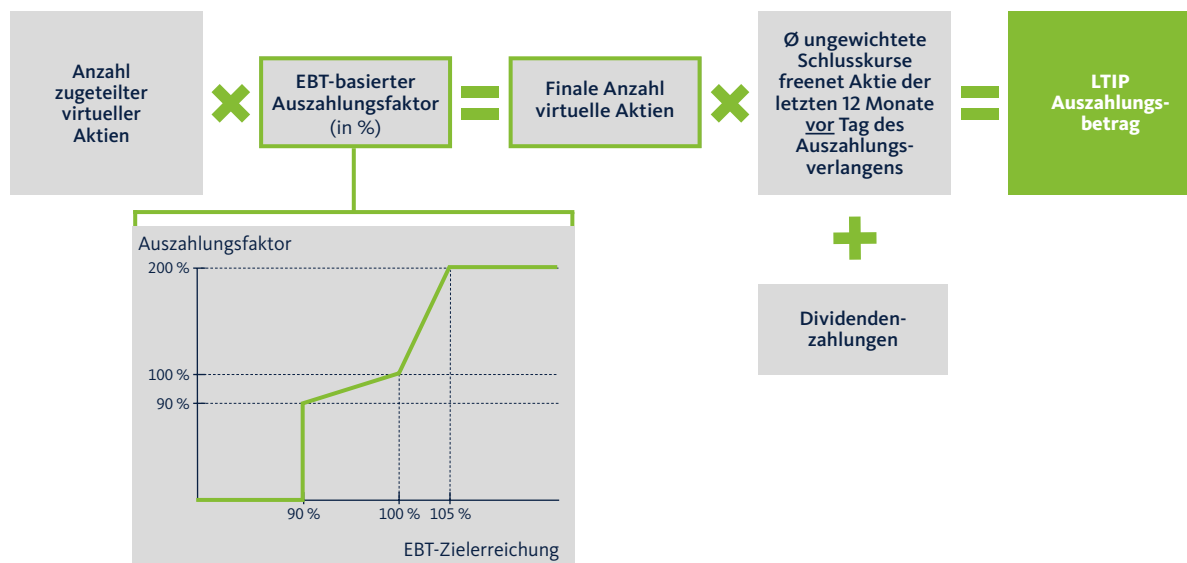 Anzahl
zugeteilter
virtueller
Aktien
EBT-basierter
Auszahlungsfaktor
(in %)
Finale Anzahl
virtuelle Aktien
Ø ungewichtete
Schlusskurse
freenet Aktie der
letzten 12 Monate
vor Tag des
Auszahlungs-
verlangens
LTIP
Auszahlungs-
betrag
Dividenden-
zahlungen
Auszahlungsfaktor
200 %
100 %
90 %
90 %
100 %
105 %
EBT-Zielerreichung